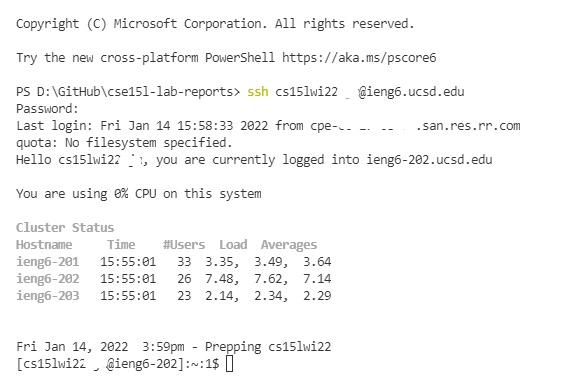 Copyright (C) Microsoft Corporation. All rights reserved.
Try the new cross-platform PowerShell https://aka.ms/pscore6
PS D:\GitHub\cse15l-lab-reports> ssh cs15lwi22 @ieng6.ucsd.edu
Password:
Last login: Fri Jan 14 15:58:33 2022 from cpe- .san.res.rr.com
quota: No filesystem specified.
Hello cs15lwi22 , you are currently logged into ieng6-202.ucsd.edu
You are using 0% CPU on this system
Cluster Status
Hostname Time #Users Load Averages
ieng6-201 15:55:01 33 3.35, 3.49, 3.64
ieng6-202 15:55:01 26 7.48, 7.62, 7.14
ieng6-203 15:55:01 23 2.14, 2.34, 2.29
Fri Jan 14, 2022 3:59pm - Prepping cs15lwi22
[cs15lwi22 @ieng6-202]:~:1$